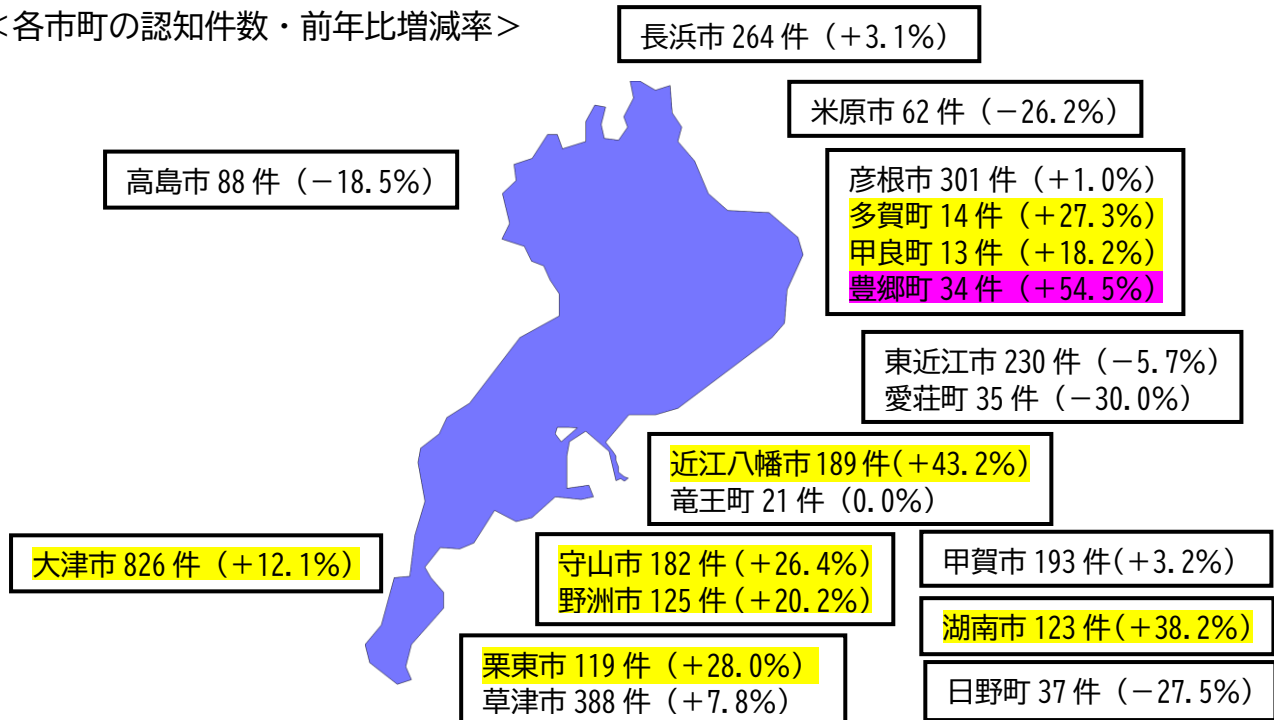 <各市町の認知件数・前年比増減率>
長浜市 264 件（＋3.1%）
米原市 62 件（－26.2%）
高島市 88 件（－18.5%）
彦根市 301 件（＋1.0%）
多賀町 14 件（＋27.3%）
甲良町 13 件（＋18.2%）
豊郷町 34 件（＋54.5%）
東近江市 230 件（－5.7%）
愛荘町 35 件（－30.0%）
近江八幡市 189 件(＋43.2%)
竜王町 21 件（0.0%）
大津市 826 件（＋12.1%）
守山市 182 件(＋26.4%)
野洲市 125 件(＋20.2%)
甲賀市 193 件(＋3.2%)
湖南市 123 件(＋38.2%)
栗東市 119 件（＋28.0%）
草津市 388 件（＋7.8%）
日野町 37 件（－27.5%）